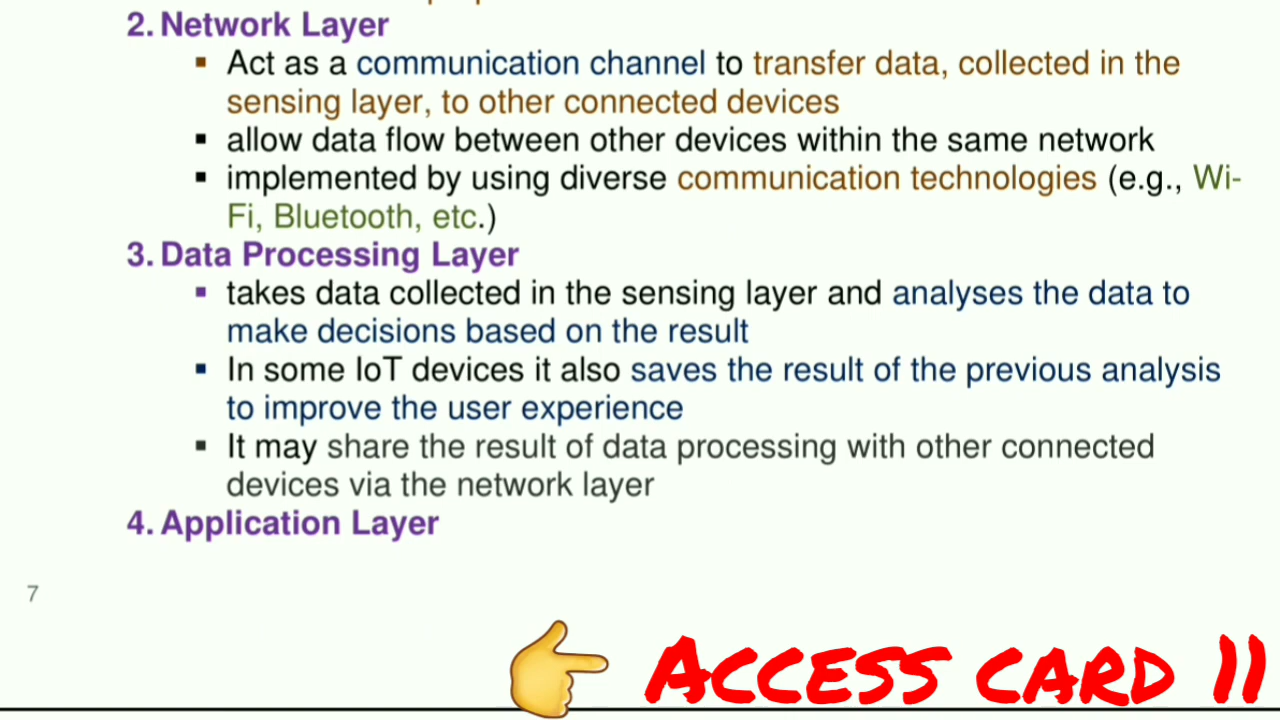 2. Network Layer
▪ Act as a communication channel to transfer data, collected in the
sensing layer, to other connected devices
▪ allow data flow between other devices within the same network
▪ implemented by using diverse communication technologies (e.g., Wi-
Fi, Bluetooth, etc.)
3. Data Processing Layer
▪ takes data collected in the sensing layer and analyses the data to
make decisions based on the result
▪ In some IoT devices it also saves the result of the previous analysis
to improve the user experience
▪ It may share the result of data processing with other connected
devices via the network layer
4. Application Layer
7
ACCESS CARD 11